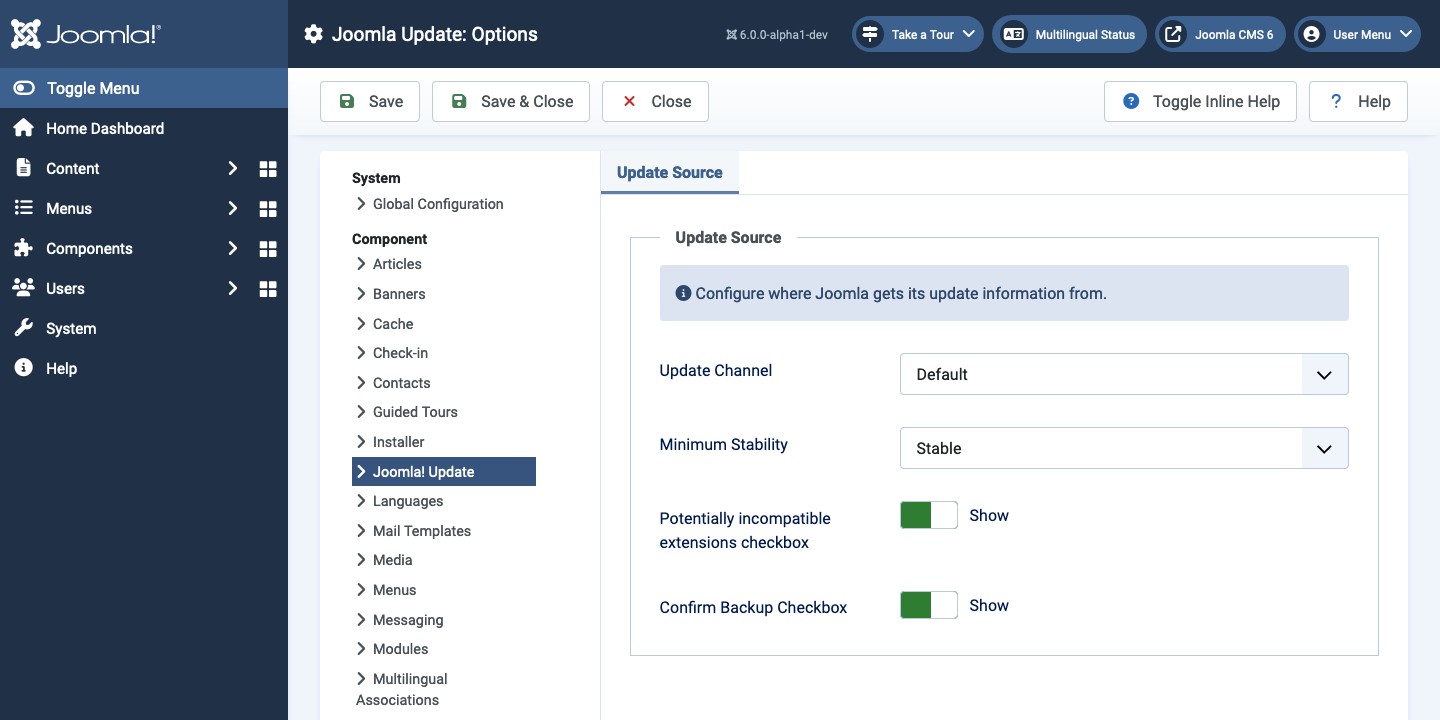 Joomla!®
Joomla Update: Options
6.0.0-alpha1-dev
Take a Tour
Multilingual Status
Joomla CMS 6
User Menu
Toggle Menu
Home Dashboard
Content
Menus
Components
Users
System
Help
Save
Save & Close
Close
Toggle Inline Help
Help
System
Global Configuration
Component
Articles
Banners
Cache
Check-in
Contacts
Guided Tours
Installer
Joomla! Update
Languages
Mail Templates
Media
Menus
Messaging
Modules
Multilingual
Associations
Update Source
Update Source
Configure where Joomla gets its update information from.
Update Channel
Default
Minimum Stability
Stable
Potentially incompatible
extensions checkbox
Show
Confirm Backup Checkbox
Show